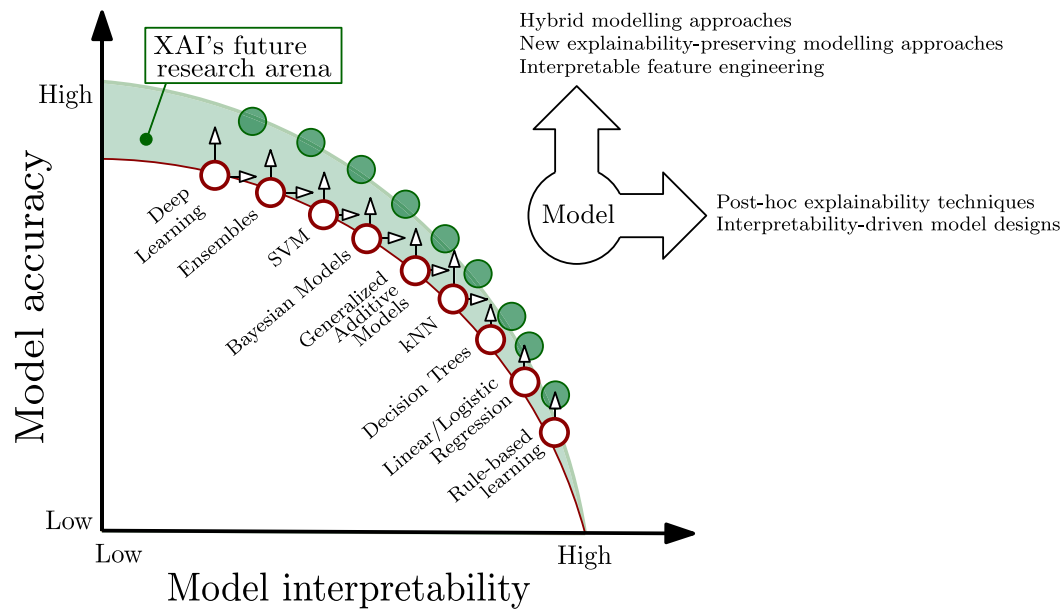 Hybrid modelling approaches
New explainability-preserving modelling approaches
Interpretable feature engineering
XAI's future
research arena
High
Model accuracy
Deep
Learning
Ensembles
SVM
Bayesian Models
Generalized
Additive
Models
kNN
Decision Trees
Linear/Logistic
Regression
Rule-based
learning
Model
Post-hoc explainability techniques
Interpretability-driven model designs
Low
Low
High
Model interpretability